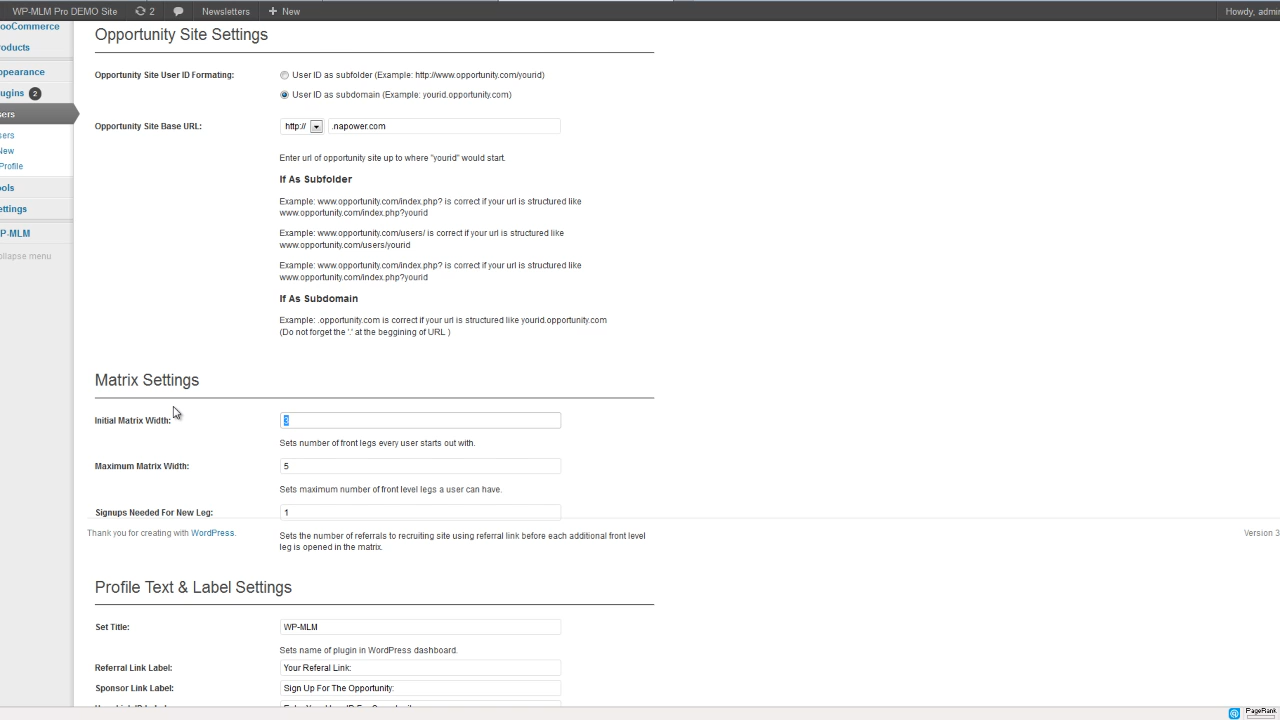 WP-MLM Pro DEMO Site 2 Newsletters + New Howdy, admin
ooCommerce
roducts
ppearance
lugins 2
sers
sers
New
Profile
ools
ettings
P-MLM
ollapse menu
Opportunity Site Settings
Opportunity Site User ID Formating: User ID as subfolder (Example: http://www.opportunity.com/yourid)
User ID as subdomain (Example: yourid.opportunity.com)
Opportunity Site Base URL: http:// .napower.com
Enter url of opportunity site up to where "yourid" would start.
If As Subfolder
Example: www.opportunity.com/index.php? is correct if your url is structured like
www.opportunity.com/index.php?yourid
Example: www.opportunity.com/users/ is correct if your url is structured like
www.opportunity.com/users/yourid
Example: www.opportunity.com/index.php? is correct if your url is structured like
www.opportunity.com/index.php?yourid
If As Subdomain
Example: .opportunity.com is correct if your url is structured like yourid.opportunity.com
(Do not forget the '.' at the beggining of URL )
Matrix Settings
Initial Matrix Width: 3
Sets number of front legs every user starts out with.
Maximum Matrix Width: 5
Sets maximum number of front level legs a user can have.
Signups Needed For New Leg: 1
Thank you for creating with WordPress. Version 3
Sets the number of referrals to recruiting site using referral link before each additional front level
leg is opened in the matrix.
Profile Text & Label Settings
Set Title: WP-MLM
Sets name of plugin in WordPress dashboard.
Referral Link Label: Your Referal Link:
Sponsor Link Label: Sign Up For The Opportunity:
PageRank